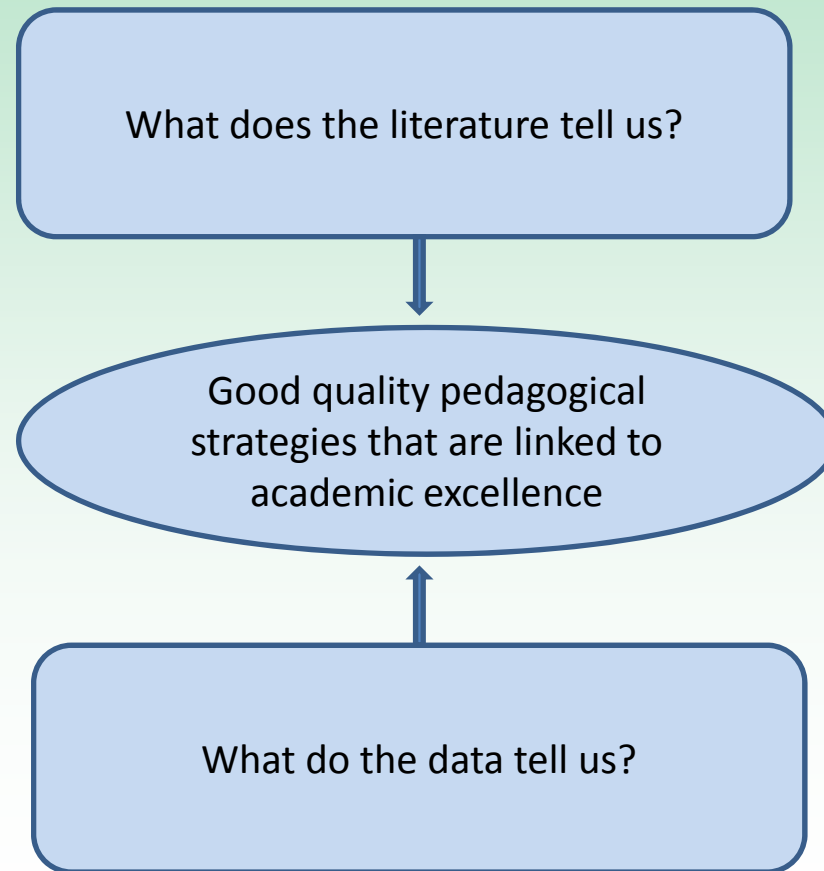 What does the literature tell us?
Good quality pedagogical
strategies that are linked to
academic excellence
What do the data tell us?